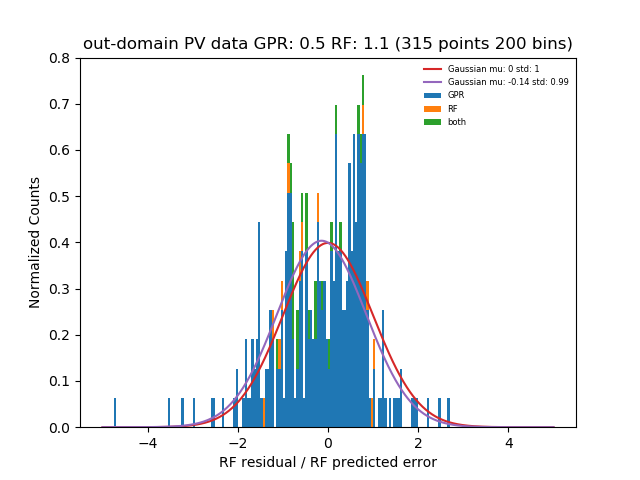 out-domain PV data GPR: 0.5 RF: 1.1 (315 points 200 bins)
Gaussian mu: 0 std: 1
Gaussian mu: -0.14 std: 0.99
GPR
RF
both
Normalized Counts
0.8
0.7
0.6
0.5
0.4
0.3
0.2
0.1
0.0
−4
−2
0
2
4
RF residual / RF predicted error